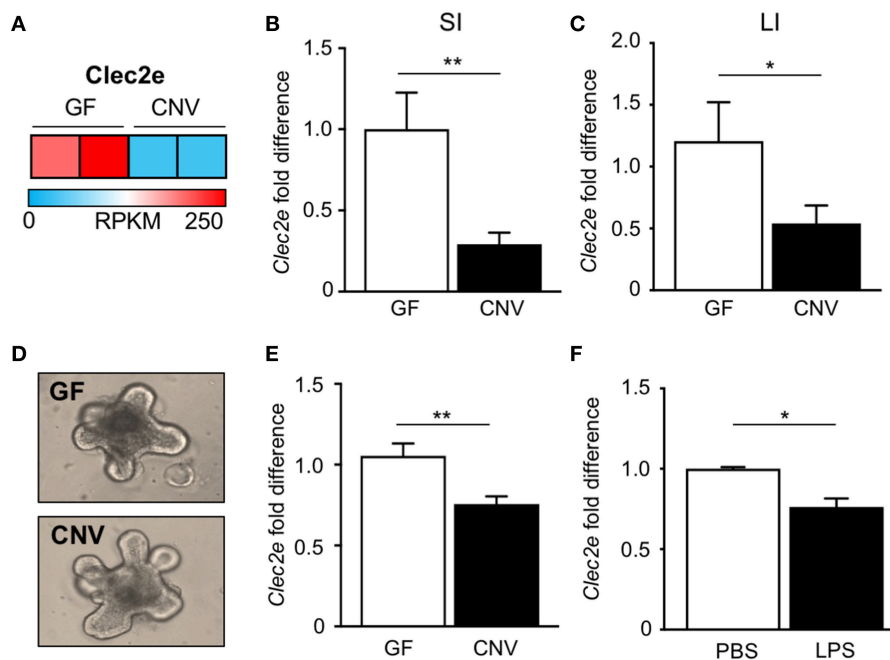 A
Clec2e
GF CNV
0 RPKM 250
B
SI
Clec2e fold difference
1.5
**
1.0
0.5
0
GF CNV
C
LI
Clec2e fold difference
2.0
*
1.5
1.0
0.5
0
GF CNV
D
GF
CNV
E
Clec2e fold difference
1.5
**
1.0
0.5
0
GF CNV
F
Clec2e fold difference
1.5
*
1.0
0.5
0
PBS LPS